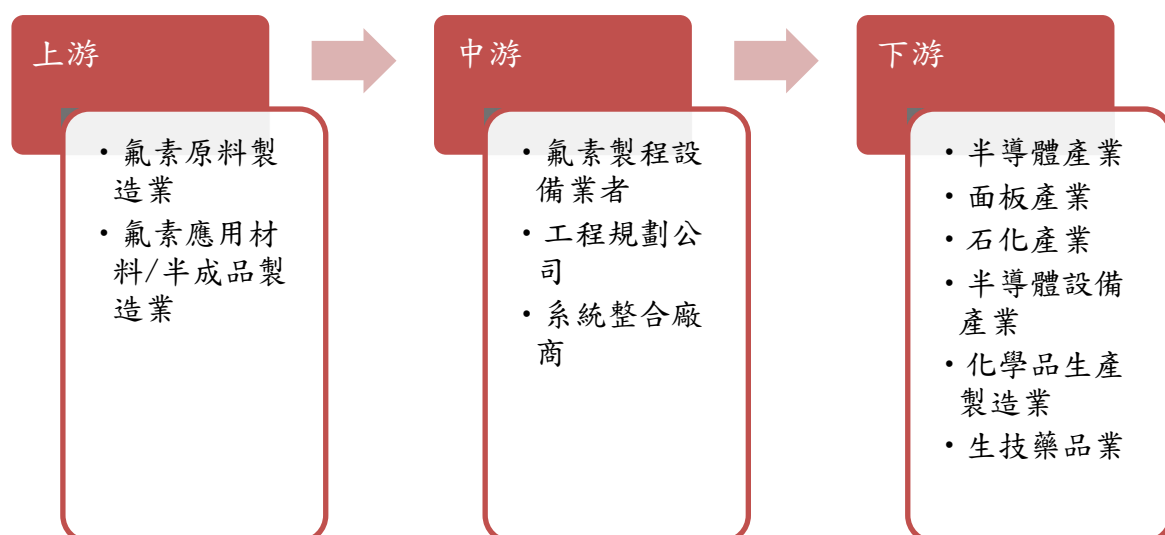 上游
• 氟素原料製
造業
• 氟素應用材
料/半成品製
造業
中游
• 氟素製程設
備業者
• 工程規劃公
司
• 系統整合廠
商
下游
• 半導體產業
• 面板產業
• 石化產業
• 半導體設備
產業
• 化學品生產
製造業
• 生技藥品業